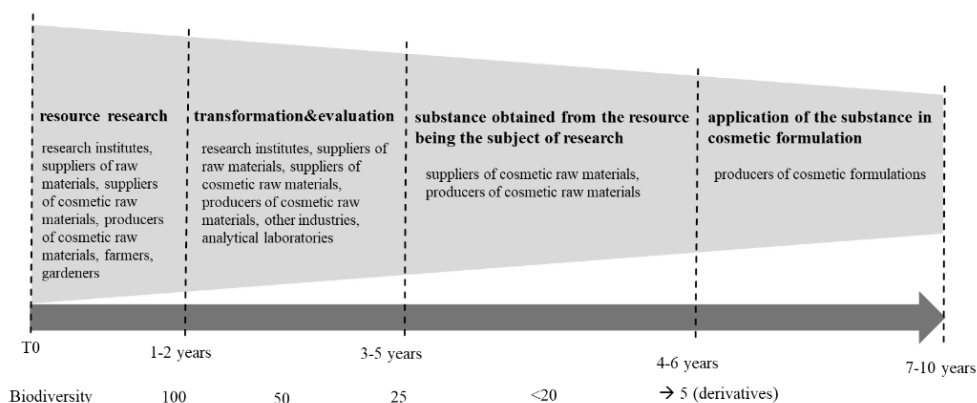 resource research
research institutes,
suppliers of raw
materials, suppliers
of cosmetic raw
materials, producers
of cosmetic raw
materials, farmers,
gardeners
transformation&evaluation
research institutes, suppliers of
raw materials, suppliers of
cosmetic raw materials,
producers of cosmetic raw
materials, other industries,
analytical laboratories
substance obtained from the resource
being the subject of research
suppliers of cosmetic raw materials,
producers of cosmetic raw materials
application of the substance in
cosmetic formulation
producers of cosmetic formulations
T0
1-2 years
3-5 years
4-6 years
7-10 years
Biodiversity 100 50 25 <20 → 5 (derivatives)